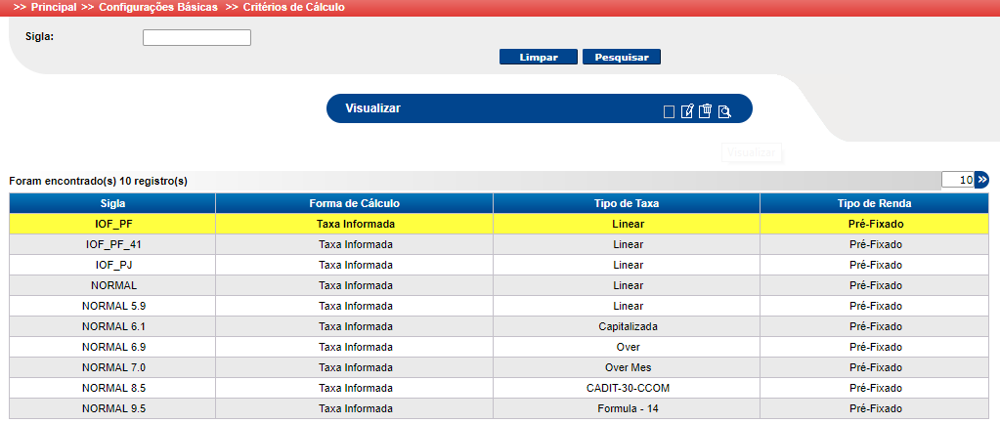 >> Principal >> Configurações Básicas >> Critérios de Cálculo
Sigla:
Limpar Pesquisar
Visualizar
Visualizar
Foram encontrado(s) 10 registro(s) 10
Sigla Forma de Cálculo Tipo de Taxa Tipo de Renda
IOF_PF Taxa Informada Linear Pré-Fixado
IOF_PF_41 Taxa Informada Linear Pré-Fixado
IOF_PJ Taxa Informada Linear Pré-Fixado
NORMAL Taxa Informada Linear Pré-Fixado
NORMAL 5.9 Taxa Informada Linear Pré-Fixado
NORMAL 6.1 Taxa Informada Capitalizada Pré-Fixado
NORMAL 6.9 Taxa Informada Over Pré-Fixado
NORMAL 7.0 Taxa Informada Over Mes Pré-Fixado
NORMAL 8.5 Taxa Informada CADIT-30-CCOM Pré-Fixado
NORMAL 9.5 Taxa Informada Formula - 14 Pré-Fixado